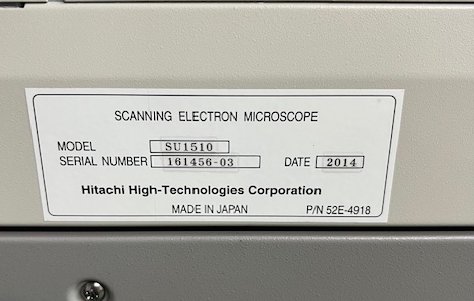 SCANNING ELECTRON MICROSCOPE
MODEL SU1510
SERIAL NUMBER 161456-03 DATE 2014
Hitachi High-Technologies Corporation
MADE IN JAPAN P/N 52E-4918